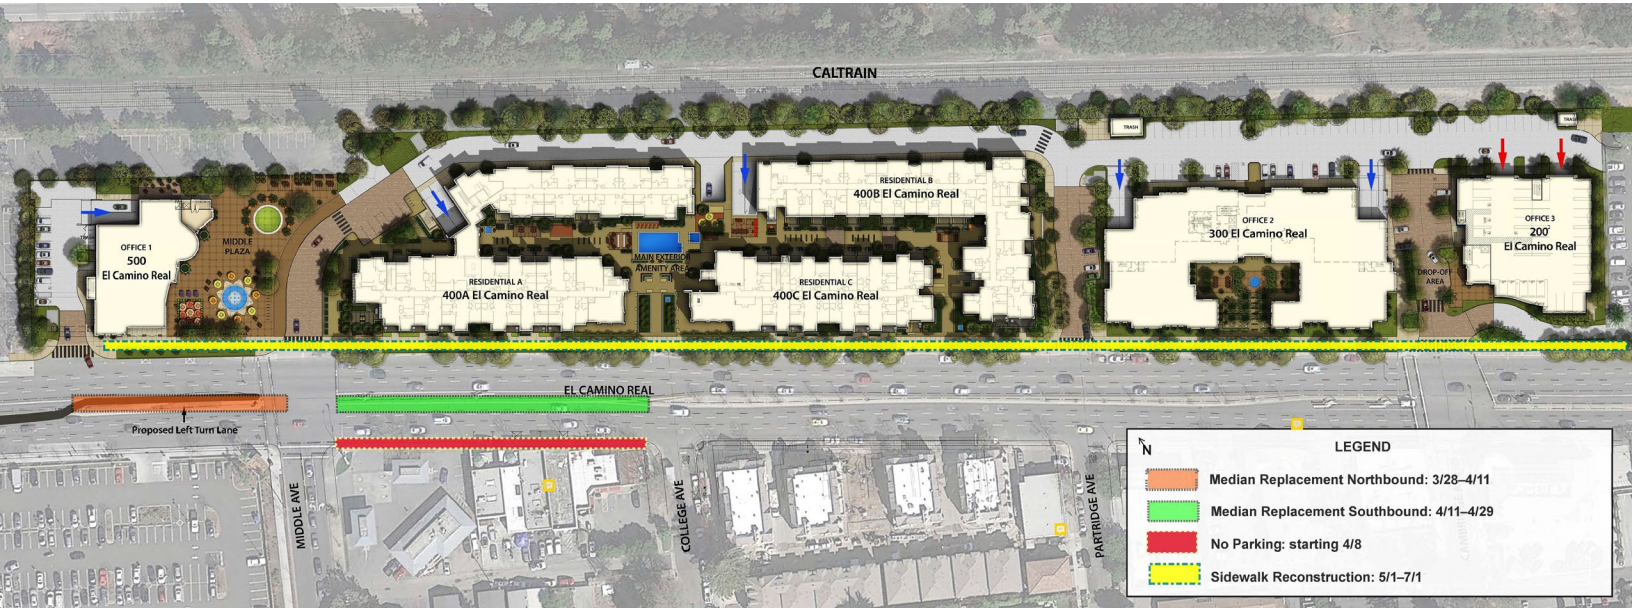 CALTRAIN
TRASH
TRASH
RESIDENTIAL B
400B El Camino Real
OFFICE 1
500
El Camino Real
MIDDLE
PLAZA
MAIN EXTERIOR
AMENITY AREA
RESIDENTIAL A
400A El Camino Real
RESIDENTIAL C
400C El Camino Real
OFFICE 2
300 El Camino Real
OFFICE 3
200
El Camino Real
DROP-OFF
AREA
EL CAMINO REAL
Proposed Left Turn Lane
MIDDLE AVE
COLLEGE AVE
PARTRIDGE AVE
N
LEGEND
Median Replacement Northbound: 3/28–4/11
Median Replacement Southbound: 4/11–4/29
No Parking: starting 4/8
Sidewalk Reconstruction: 5/1–7/1